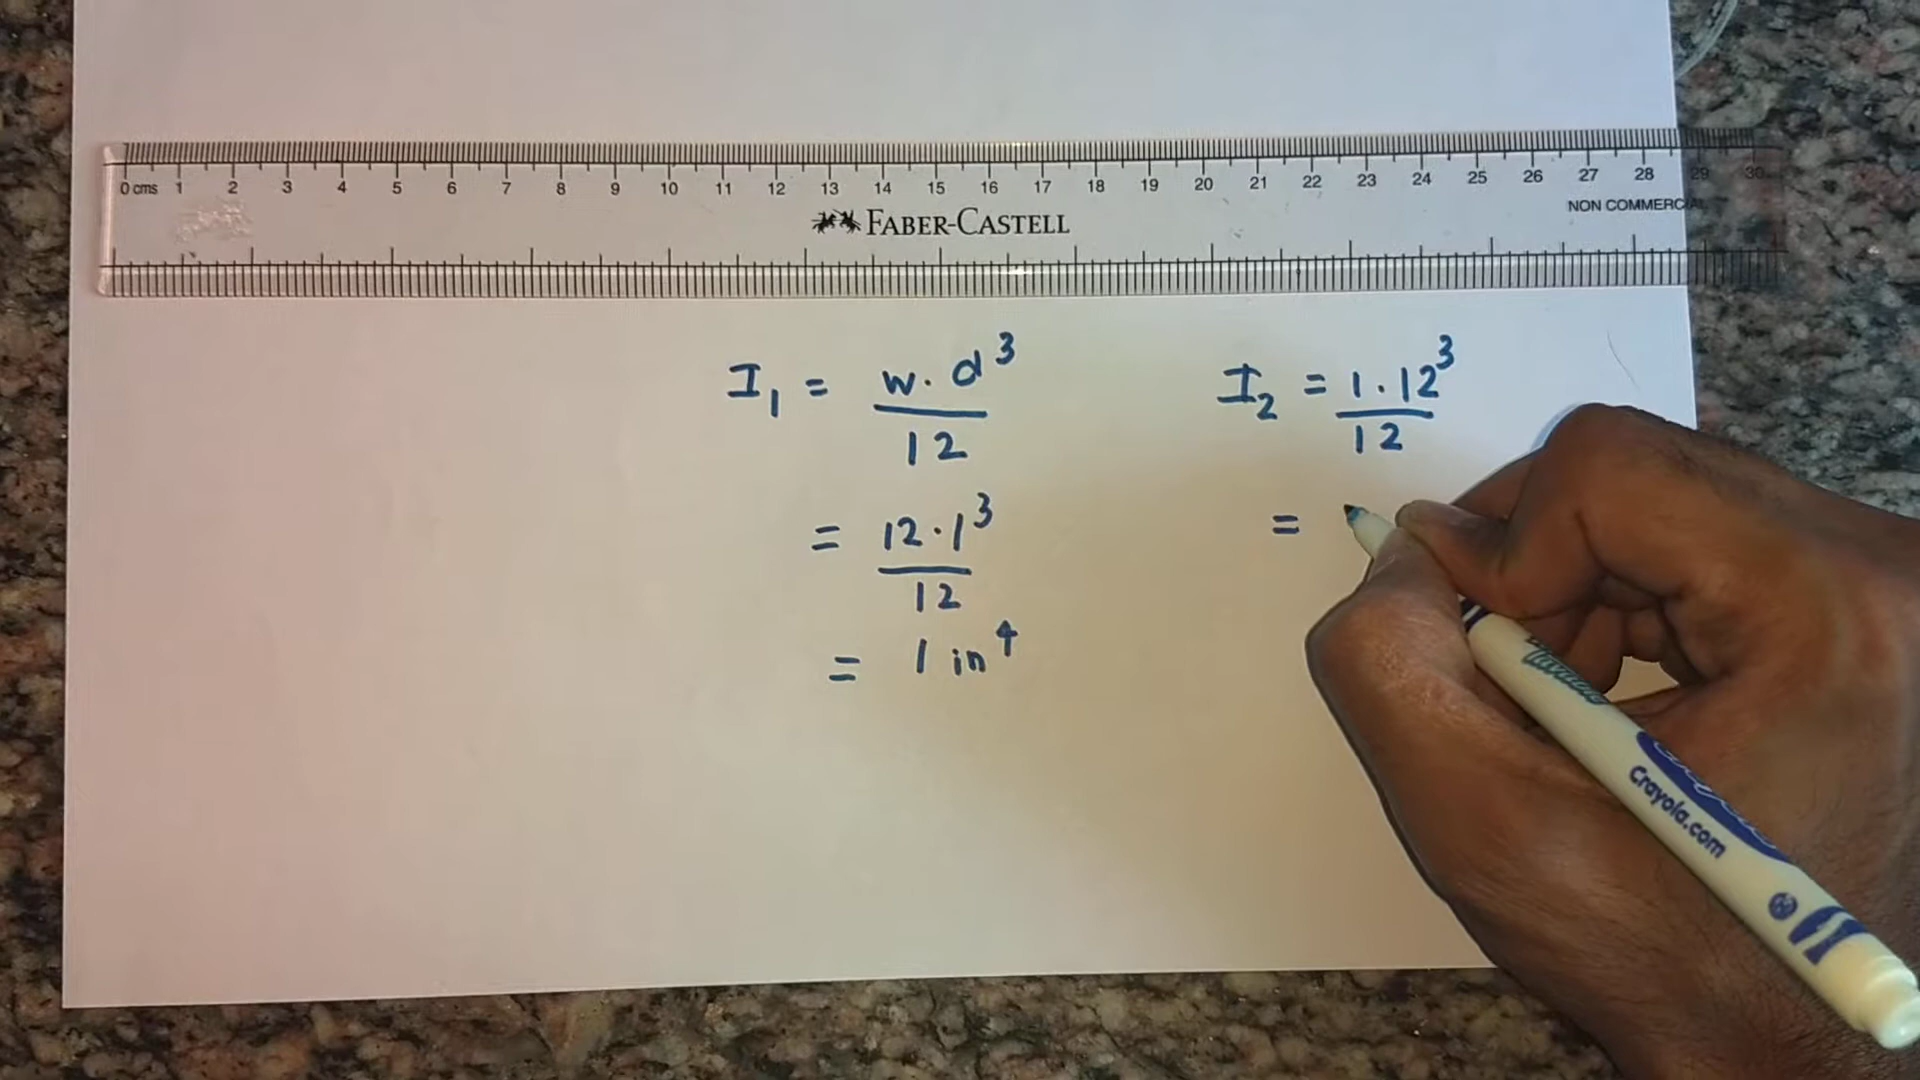 0 cms 1 2 3 4 5 6 7 8 9 10 11 12 13 14 15 16 17 18 19 20 21 22 23 24 25 26 27 28 29 30
NON COMMERCIAL
FABER-CASTELL
I₁ = w · d³ / 12
= 12 · 1³ / 12
= 1 in⁴
I₂ = 1 · 12³ / 12
=
Crayola.com